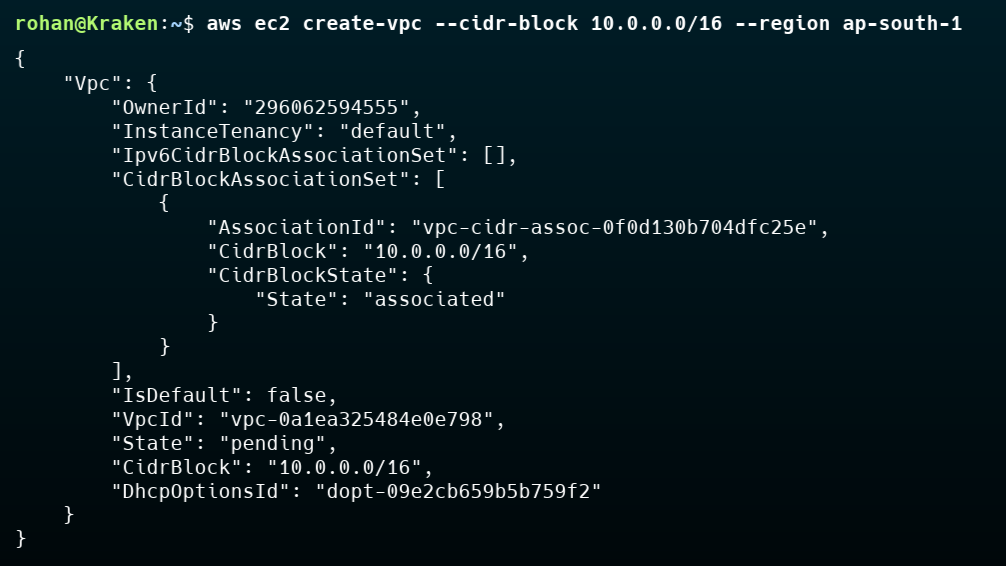 rohan@Kraken:~$ aws ec2 create-vpc --cidr-block 10.0.0.0/16 --region ap-south-1
{
    "Vpc": {
        "OwnerId": "296062594555",
        "InstanceTenancy": "default",
        "Ipv6CidrBlockAssociationSet": [],
        "CidrBlockAssociationSet": [
            {
                "AssociationId": "vpc-cidr-assoc-0f0d130b704dfc25e",
                "CidrBlock": "10.0.0.0/16",
                "CidrBlockState": {
                    "State": "associated"
                }
            }
        ],
        "IsDefault": false,
        "VpcId": "vpc-0a1ea325484e0e798",
        "State": "pending",
        "CidrBlock": "10.0.0.0/16",
        "DhcpOptionsId": "dopt-09e2cb659b5b759f2"
    }
}